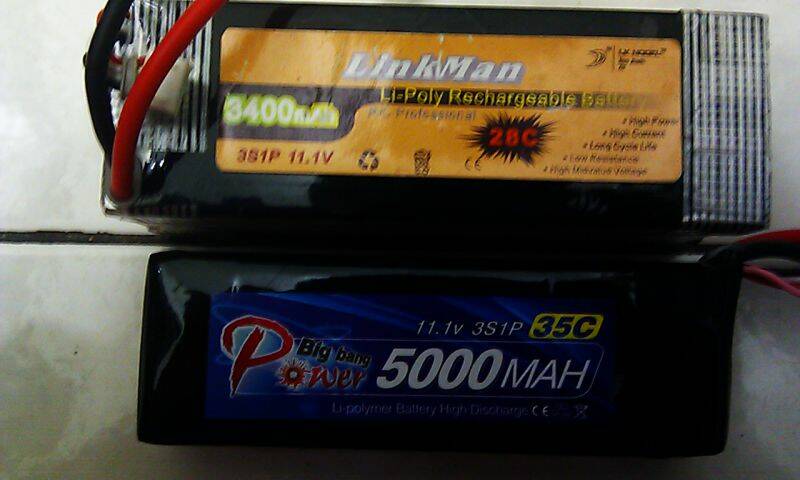 LinkMan
Li-Poly Rechargeable Battery
3400mAh
R/C Professional
28C
3S1P 11.1V
• High Power
• High Current
• Long Cycle Life
• Low Resistance
11.1v 3S1P 35C
Big bang
Power
5000MAH
Li-polymer Battery High Discharge CE